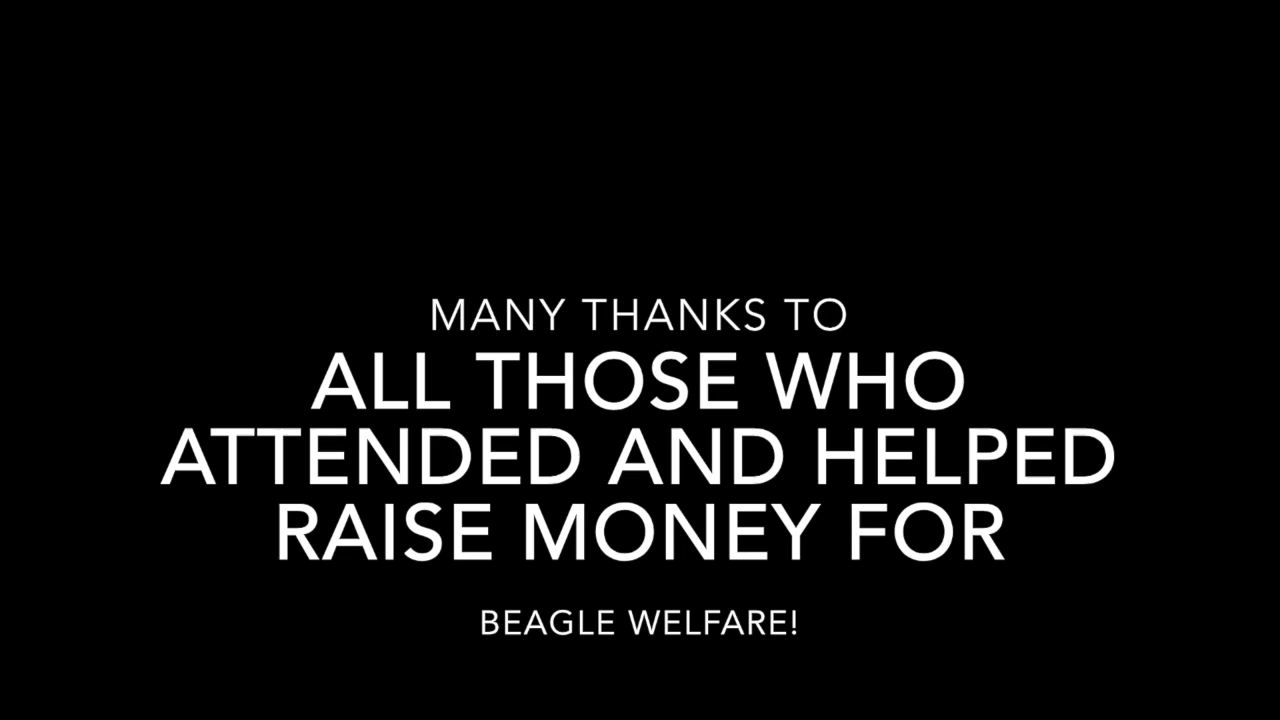 MANY THANKS TO
ALL THOSE WHO
ATTENDED AND HELPED
RAISE MONEY FOR
BEAGLE WELFARE!